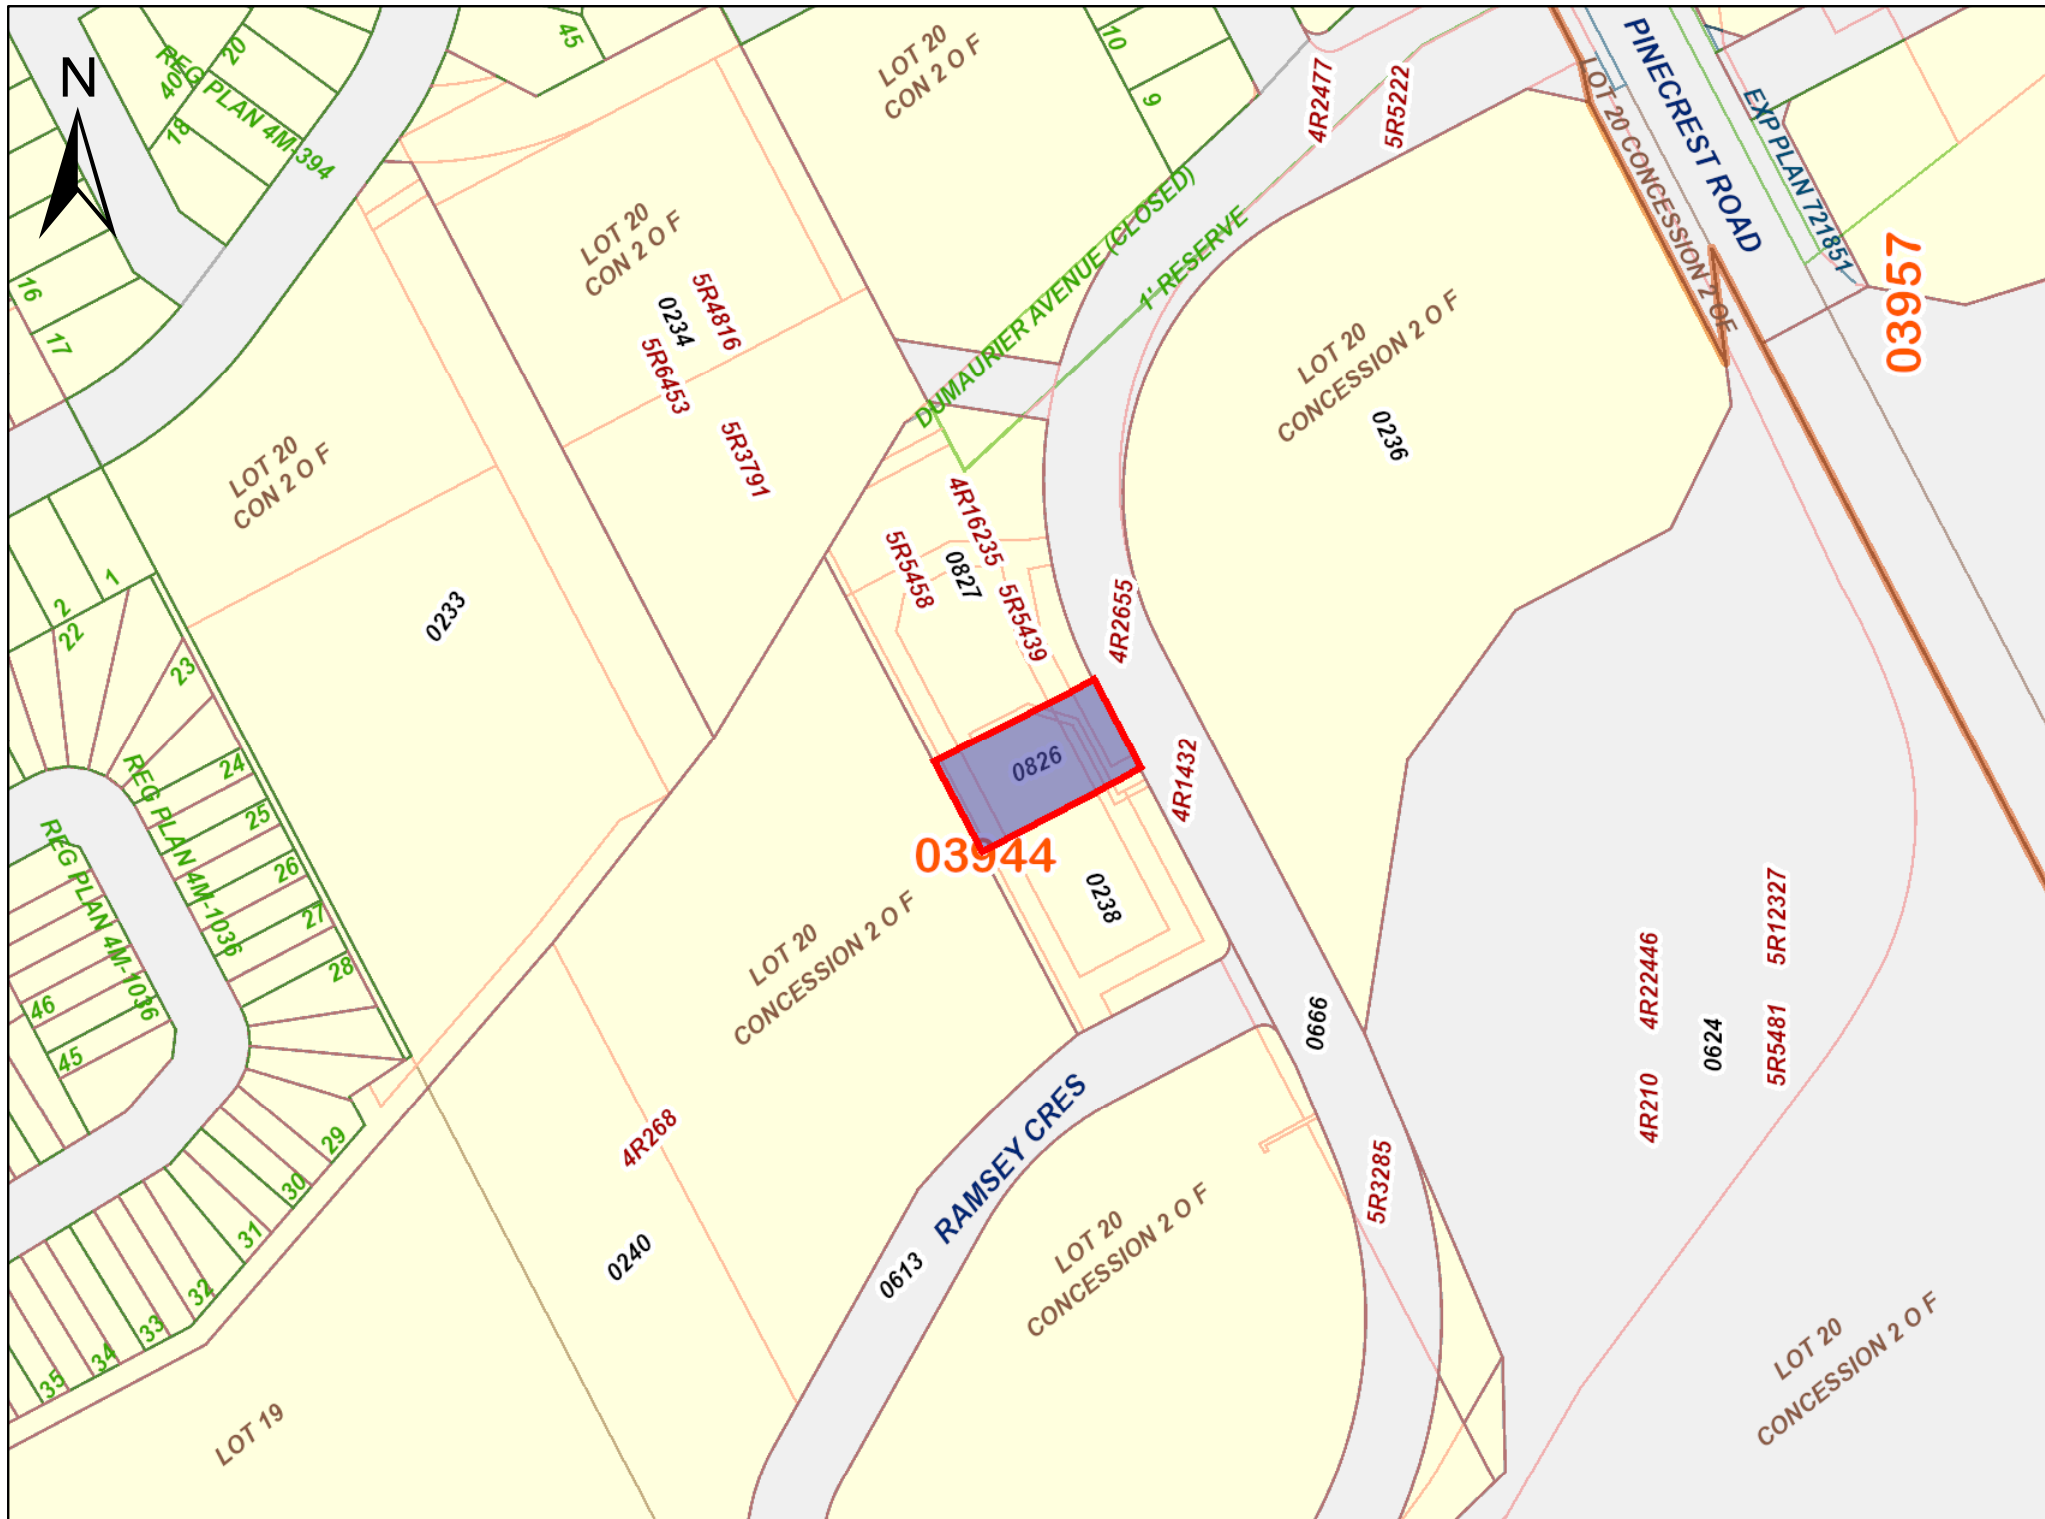 N
REG PLAN 4M-394
40
20
18
45
LOT 20
CON 2 O F
10
9
4R2477
5R5222
PINECREST ROAD
LOT 20 CONCESSION 2 OF
EXP PLAN 721851
03957
16
17
LOT 20
CON 2 O F
5R4816
0234
5R6453
5R3791
DUMAURIER AVENUE (CLOSED)
1' RESERVE
LOT 20
CONCESSION 2 O F
0236
LOT 20
CON 2 O F
0233
1
2
22
23
4R16235
5R5458
0827
5R5439
4R2655
0826
4R1432
03944
0238
24
25
26
27
28
REG PLAN 4M-1036
REG PLAN 4M-1036
46
45
29
30
31
32
33
34
35
LOT 20
CONCESSION 2 O F
4R268
0240
RAMSEY CRES
0613
0666
5R3285
LOT 20
CONCESSION 2 O F
4R22446
5R12327
0624
4R210
5R5481
LOT 20
CONCESSION 2 O F
LOT 19